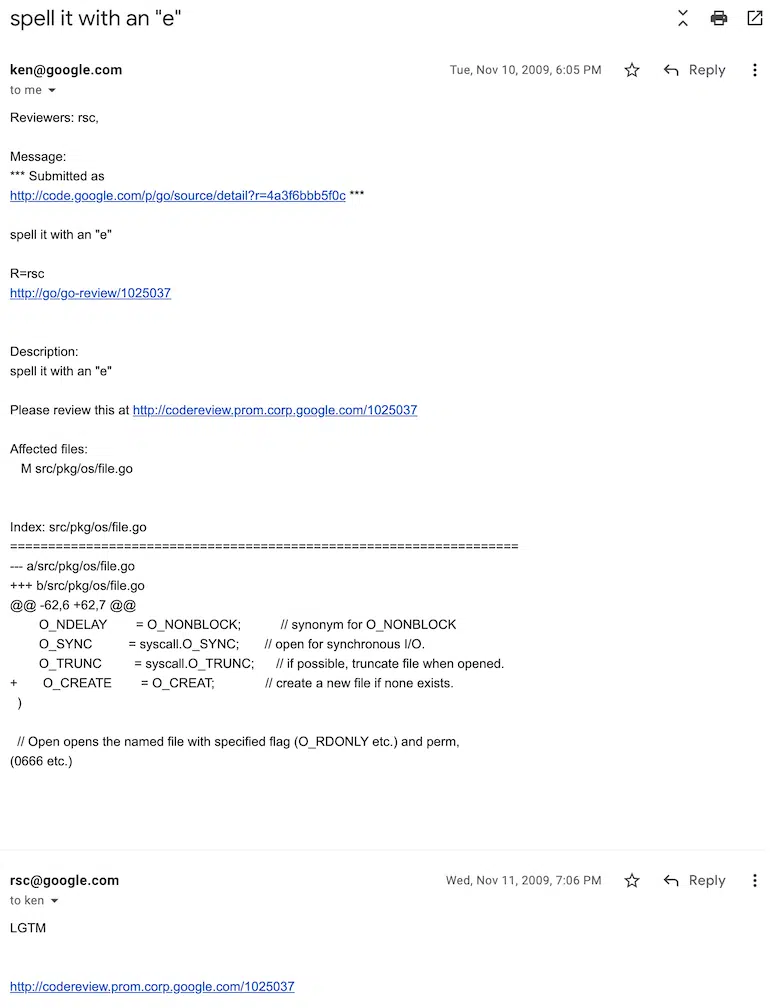 spell it with an "e"
ken@google.com
Tue, Nov 10, 2009, 6:05 PM
Reply
to me
Reviewers: rsc,
Message:
*** Submitted as
http://code.google.com/p/go/source/detail?r=4a3f6bbb5f0c ***
spell it with an "e"
R=rsc
http://go/go-review/1025037
Description:
spell it with an "e"
Please review this at http://codereview.prom.corp.google.com/1025037
Affected files:
M src/pkg/os/file.go
Index: src/pkg/os/file.go
===================================================================
--- a/src/pkg/os/file.go
+++ b/src/pkg/os/file.go
@@ -62,6 +62,7 @@
O_NDELAY = O_NONBLOCK; // synonym for O_NONBLOCK
O_SYNC = syscall.O_SYNC; // open for synchronous I/O.
O_TRUNC = syscall.O_TRUNC; // if possible, truncate file when opened.
+ O_CREATE = O_CREAT; // create a new file if none exists.
)
// Open opens the named file with specified flag (O_RDONLY etc.) and perm,
(0666 etc.)
rsc@google.com
Wed, Nov 11, 2009, 7:06 PM
Reply
to ken
LGTM
http://codereview.prom.corp.google.com/1025037